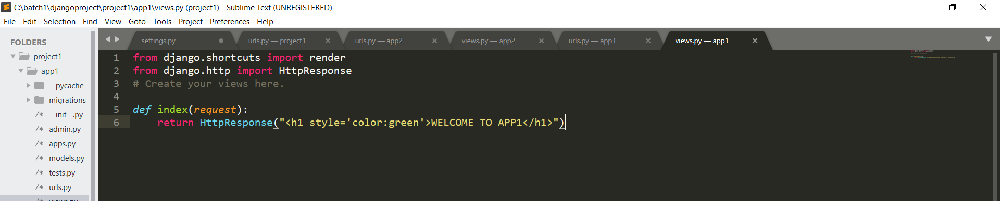 C:\batch1\djangoproject\project1\app1\views.py (project1) - Sublime Text (UNREGISTERED)
File Edit Selection Find View Goto Tools Project Preferences Help
FOLDERS
project1
app1
__pycache__
migrations
__init__.py
admin.py
apps.py
models.py
tests.py
urls.py
views.py
settings.py
urls.py — project1
urls.py — app2
views.py — app2
urls.py — app1
views.py — app1
1 from django.shortcuts import render
2 from django.http import HttpResponse
3 # Create your views here.
4
5 def index(request):
6     return HttpResponse("<h1 style='color:green'>WELCOME TO APP1</h1>")